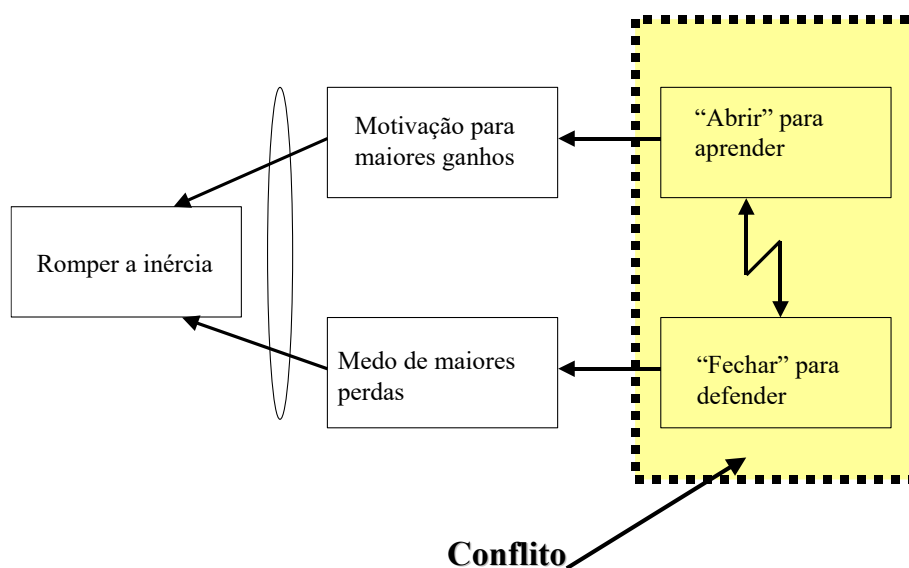 Motivação para
maiores ganhos
“Abrir” para
aprender
Romper a inércia
Medo de maiores
perdas
“Fechar” para
defender
Conflito